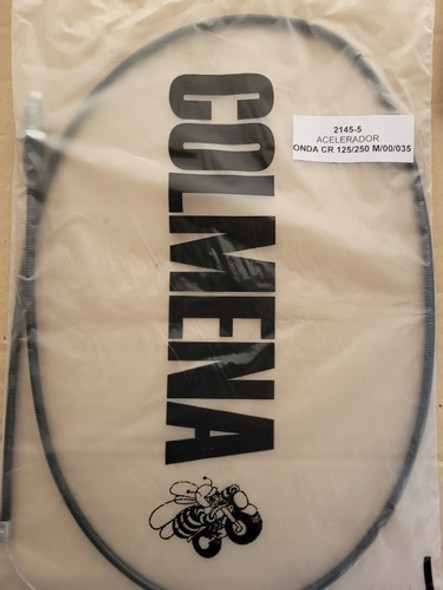 2145-5
ACELERADOR
ONDA CR 125/250 M/00/035
COLMENA